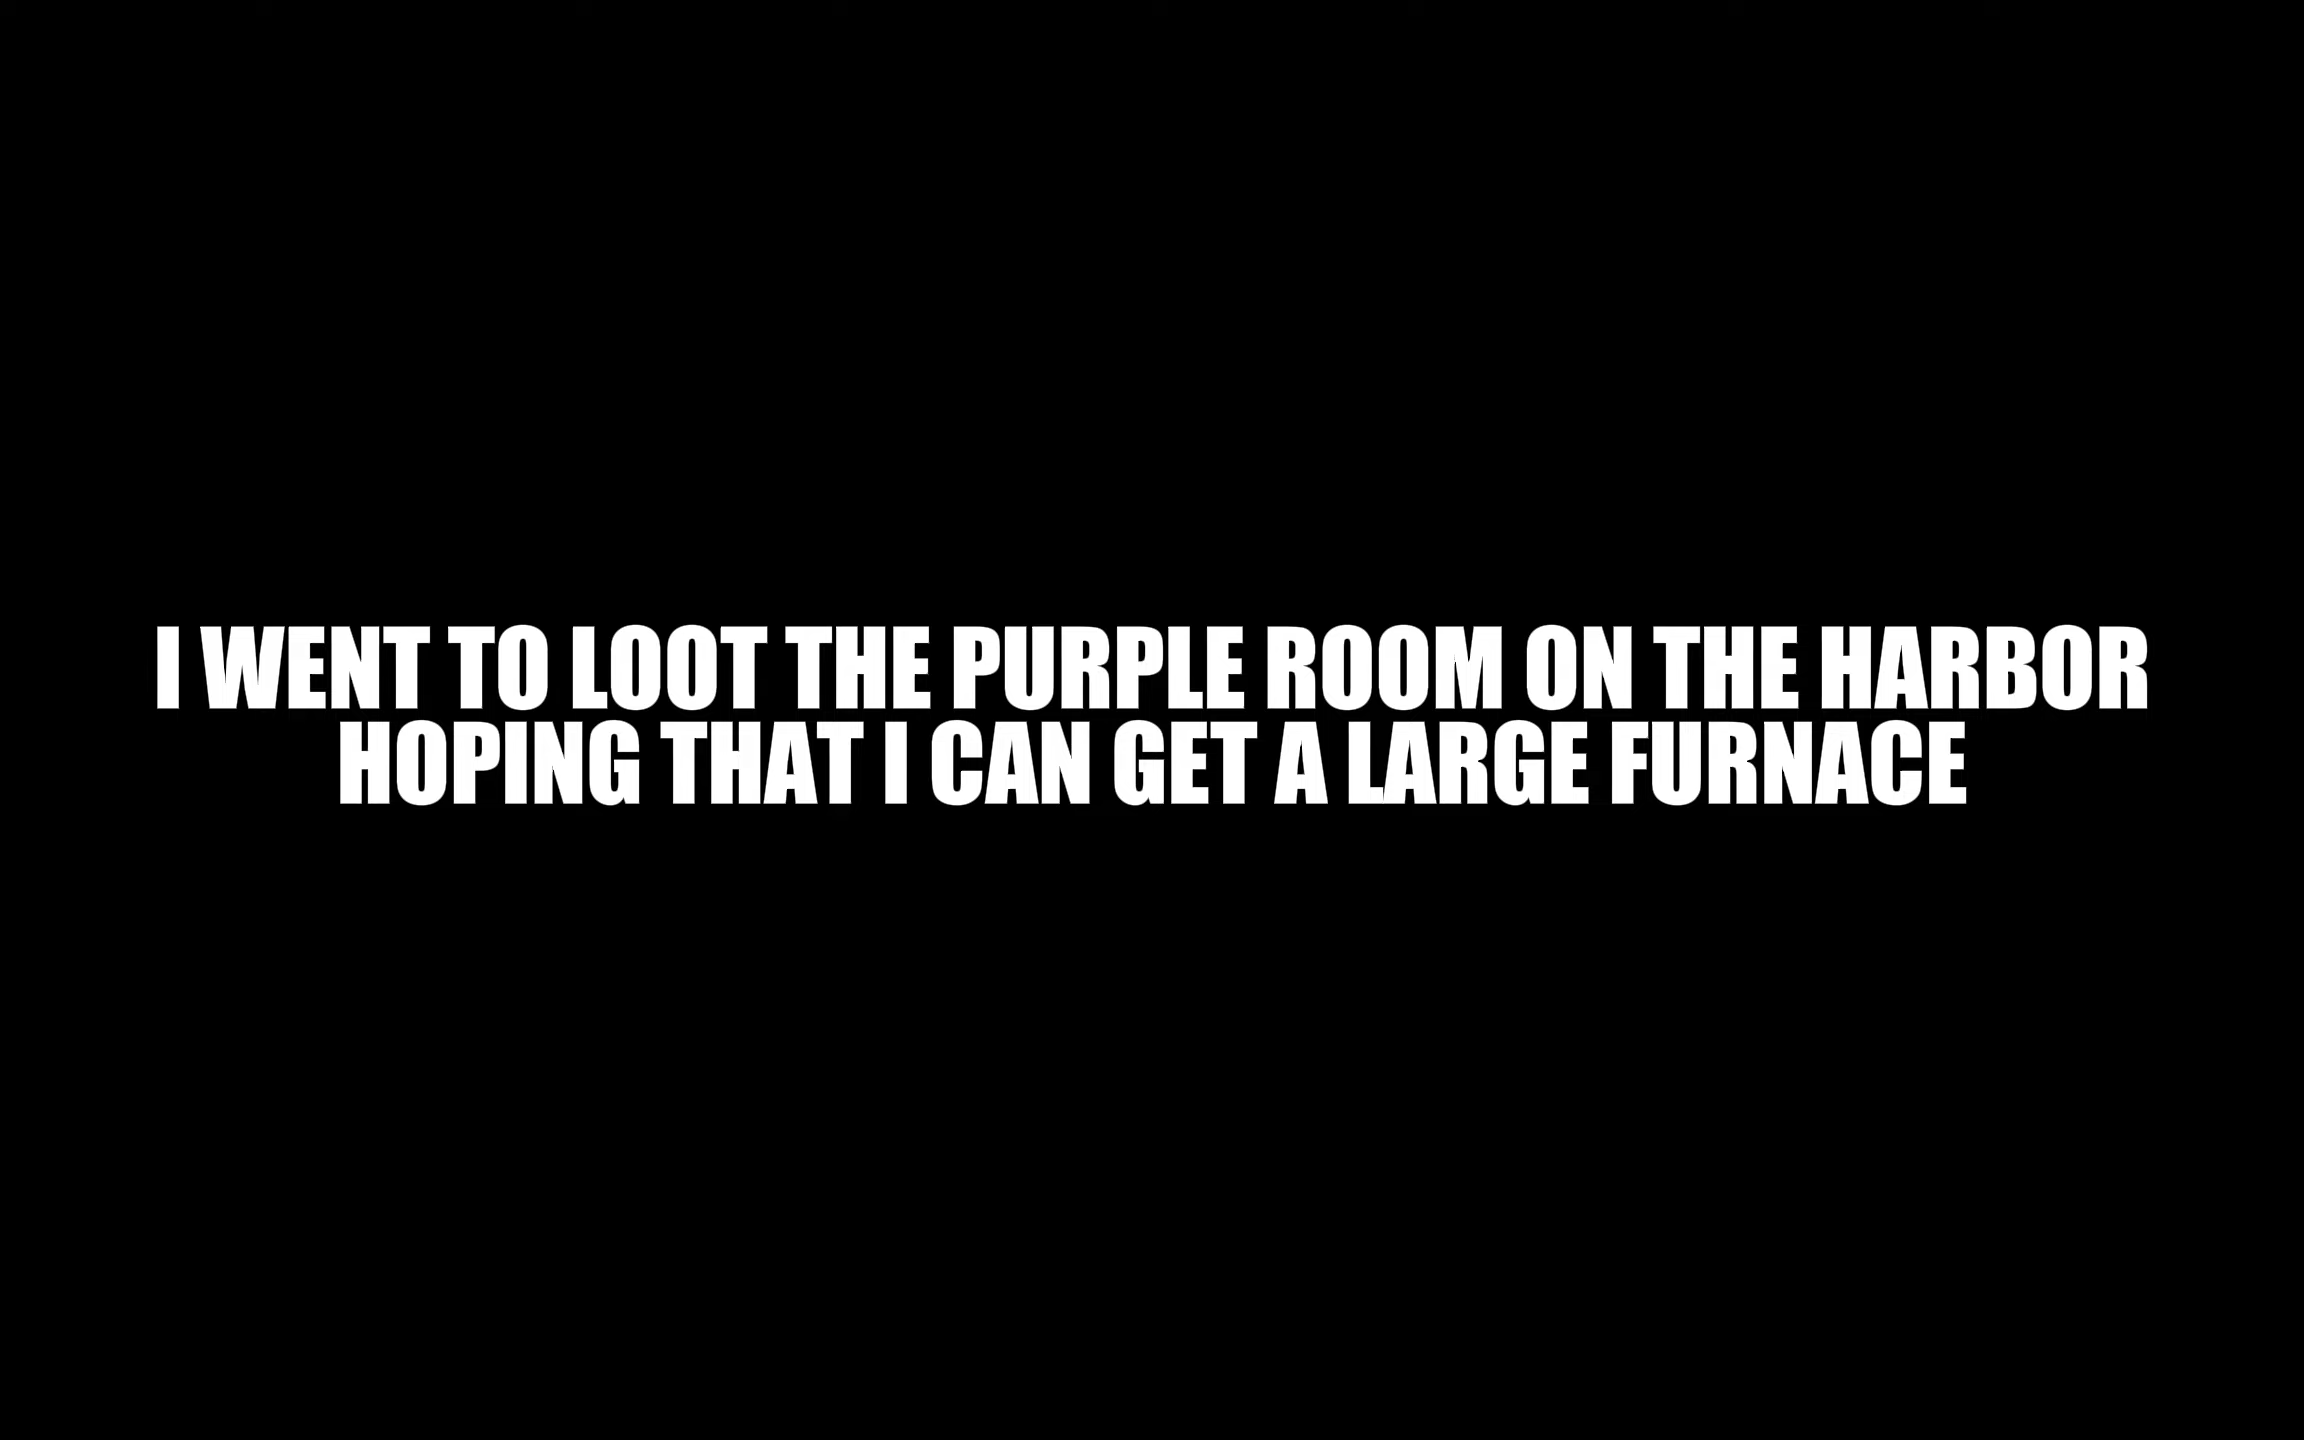 I WENT TO LOOT THE PURPLE ROOM ON THE HARBOR
HOPING THAT I CAN GET A LARGE FURNACE